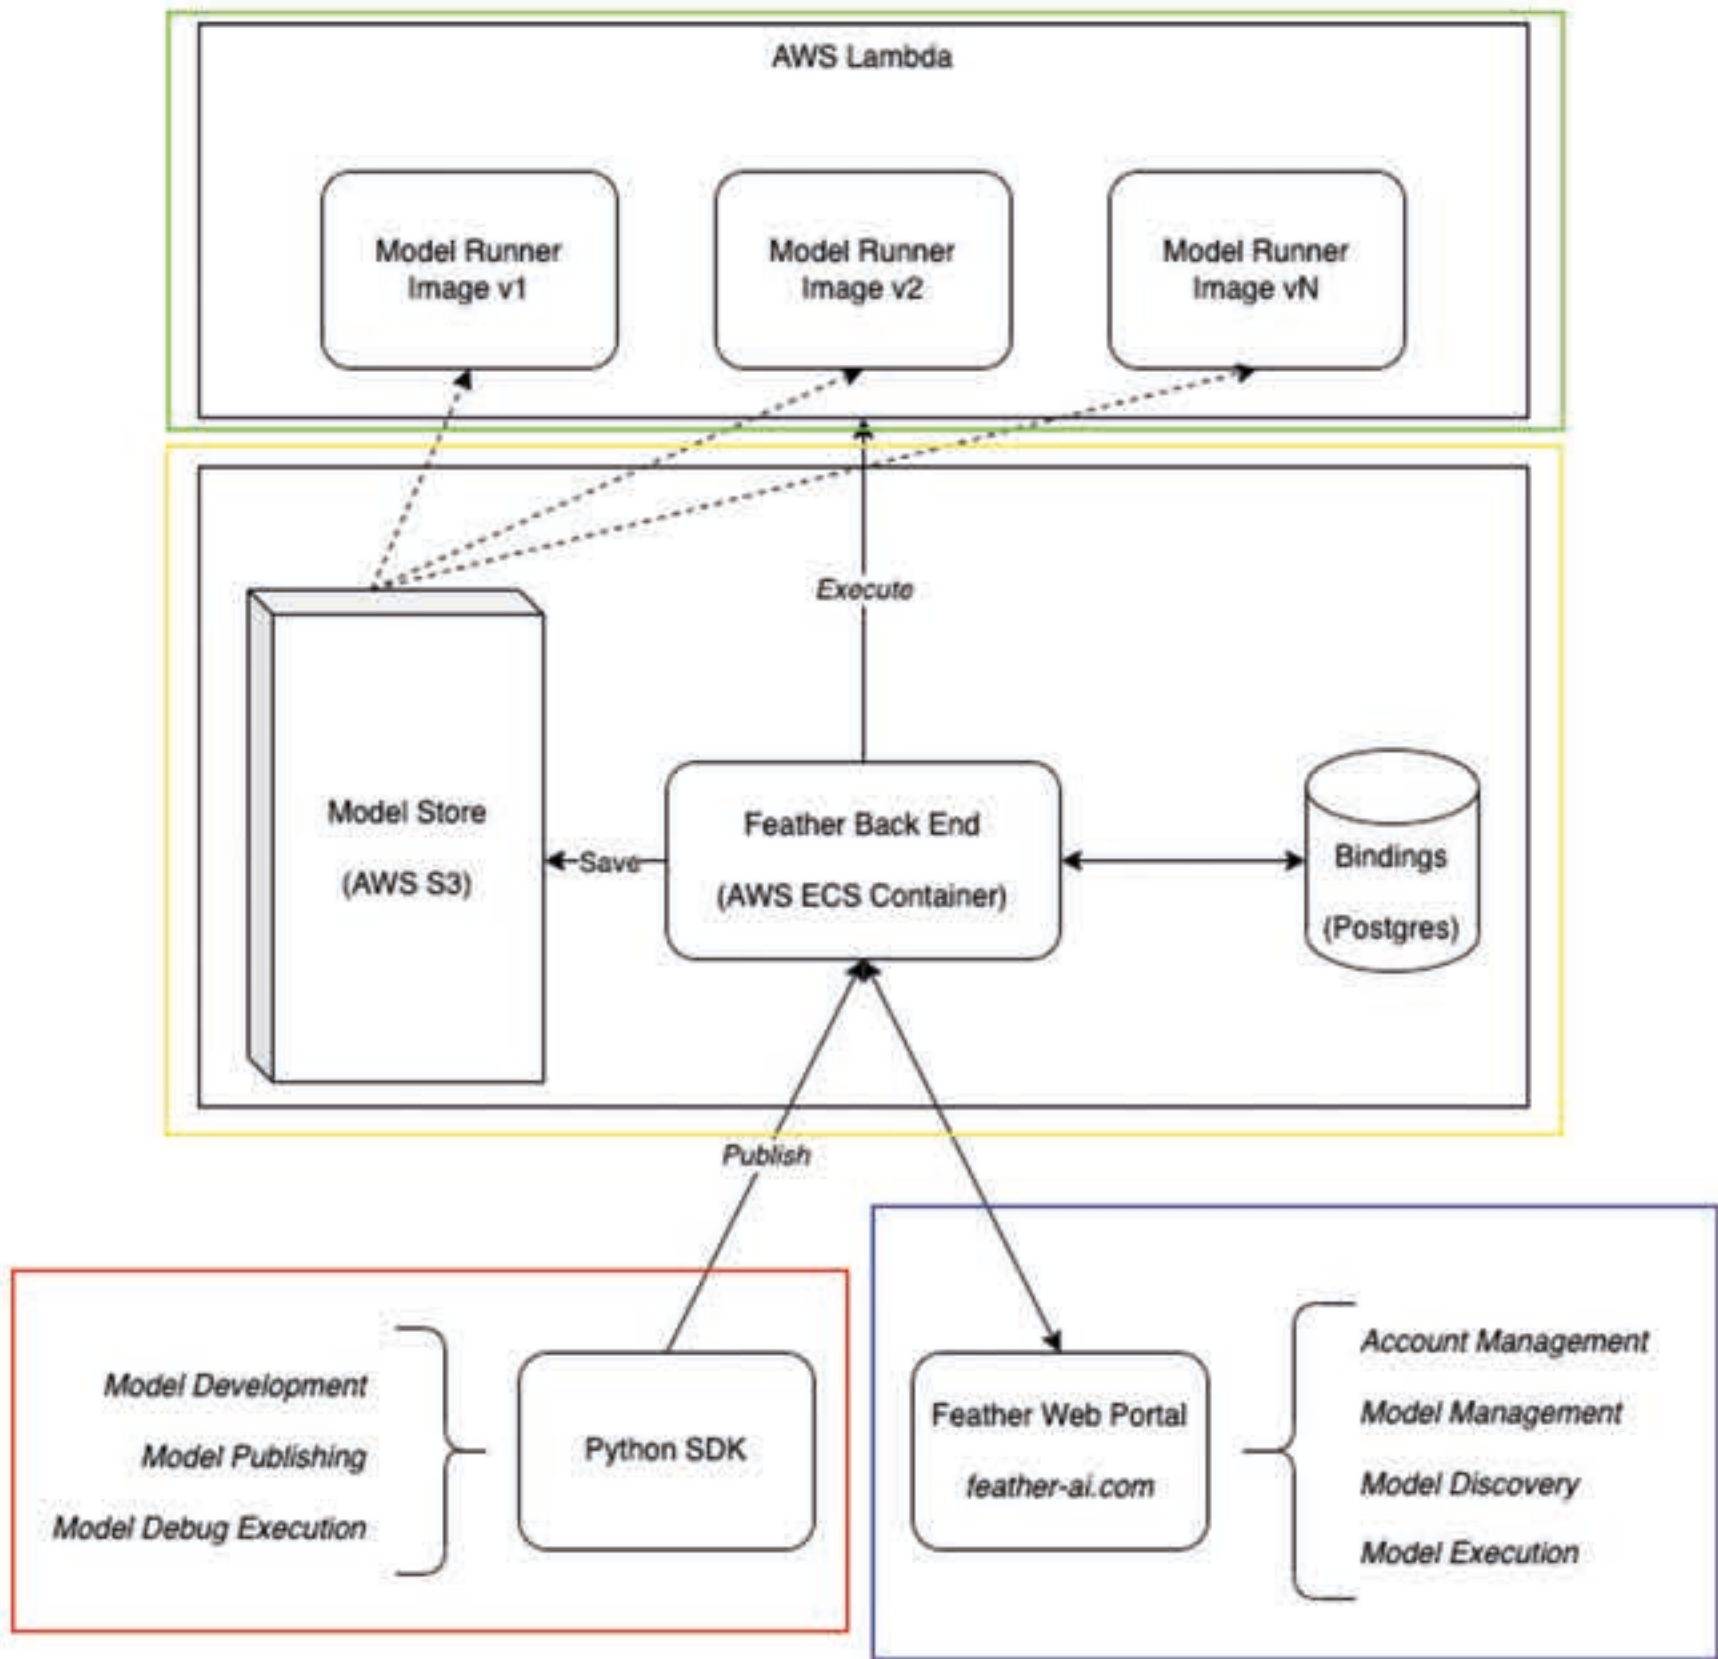 AWS Lambda
Model Runner
Image v1
Model Runner
Image v2
Model Runner
Image vN
Execute
Model Store
(AWS S3)
Save
Feather Back End
(AWS ECS Container)
Bindings
(Postgres)
Publish
Model Development
Model Publishing
Model Debug Execution
Python SDK
Feather Web Portal
feather-ai.com
Account Management
Model Management
Model Discovery
Model Execution